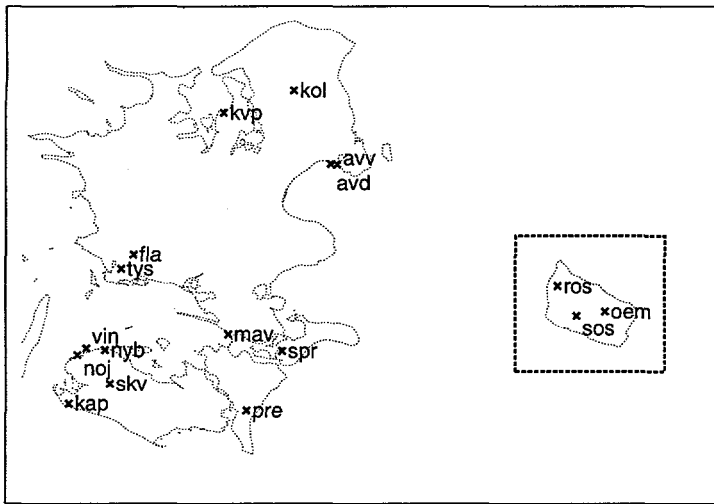 kol
kvp
avv
avd
fla
tys
ros
oem
sos
mav
vin
nyb
spr
noj
skv
kap
pre